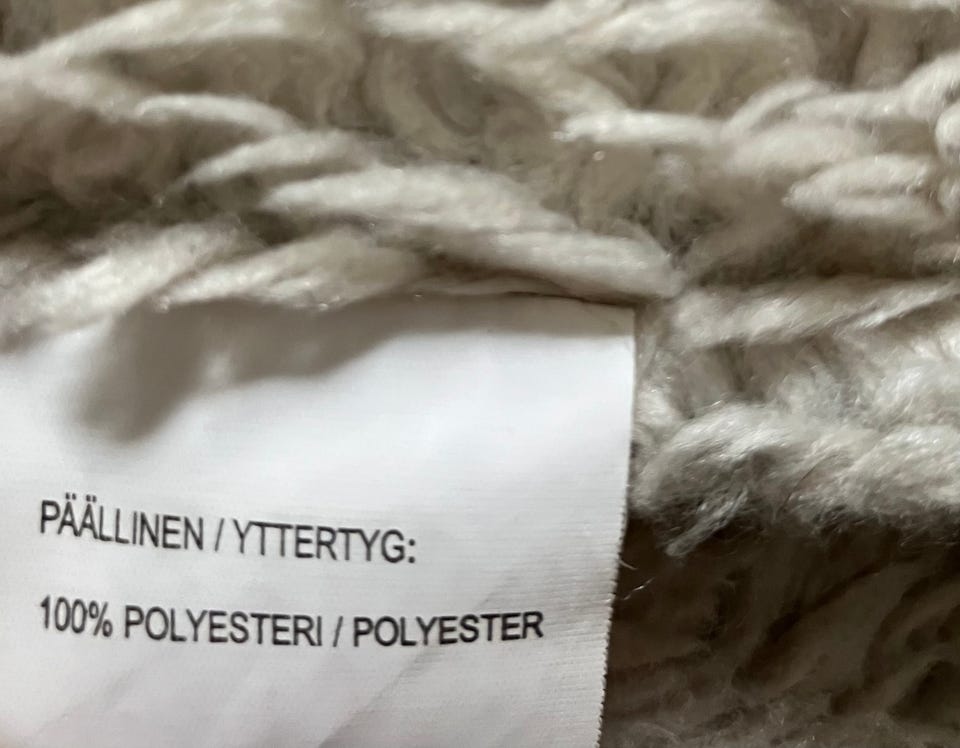 PÄÄLLINEN / YTTERTYG:
100% POLYESTERI / POLYESTER